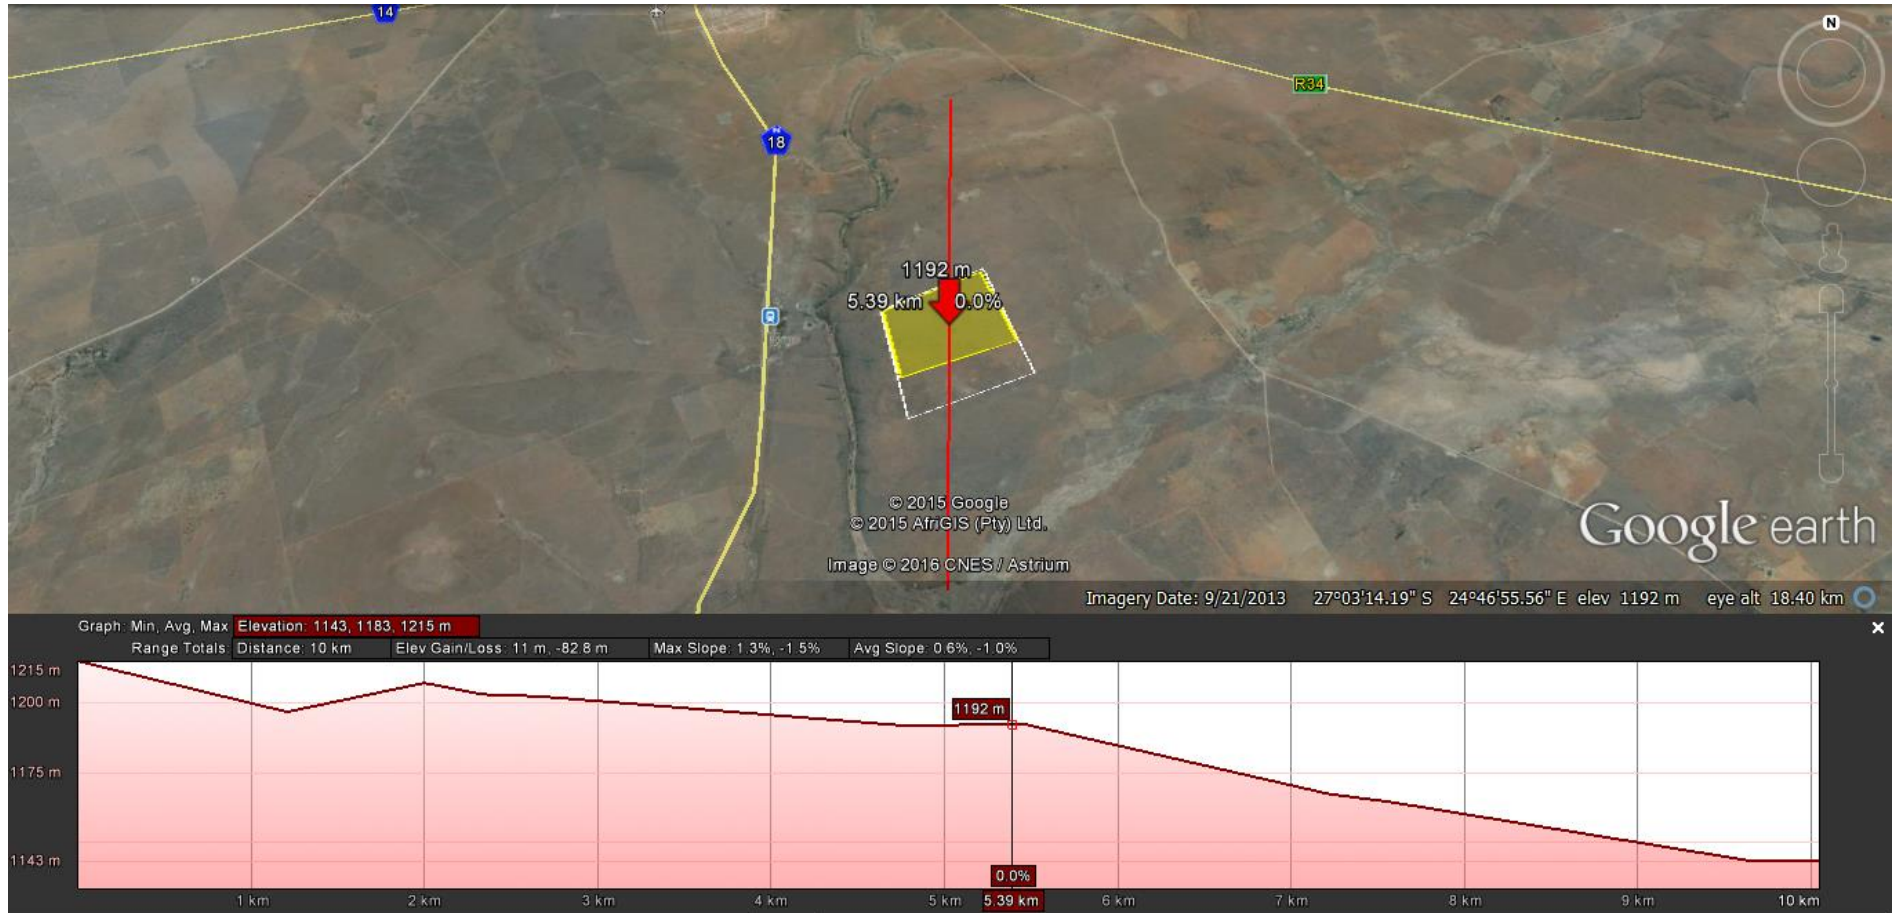 14
N
R34
18
1192 m
5.39 km 0.0%
© 2015 Google
© 2015 AfriGIS (Pty) Ltd.
Image © 2016 CNES / Astrium
Google earth
Imagery Date: 9/21/2013 27°03'14.19" S 24°46'55.56" E elev 1192 m eye alt 18.40 km
Graph: Min, Avg, Max Elevation: 1143, 1183, 1215 m
Range Totals: Distance: 10 km Elev Gain/Loss: 11 m, -82.8 m Max Slope: 1.3%, -1.5% Avg Slope: 0.6%, -1.0%
1215 m
1200 m
1192 m
1175 m
1143 m
0.0%
1 km 2 km 3 km 4 km 5 km 5.39 km 6 km 7 km 8 km 9 km 10 km